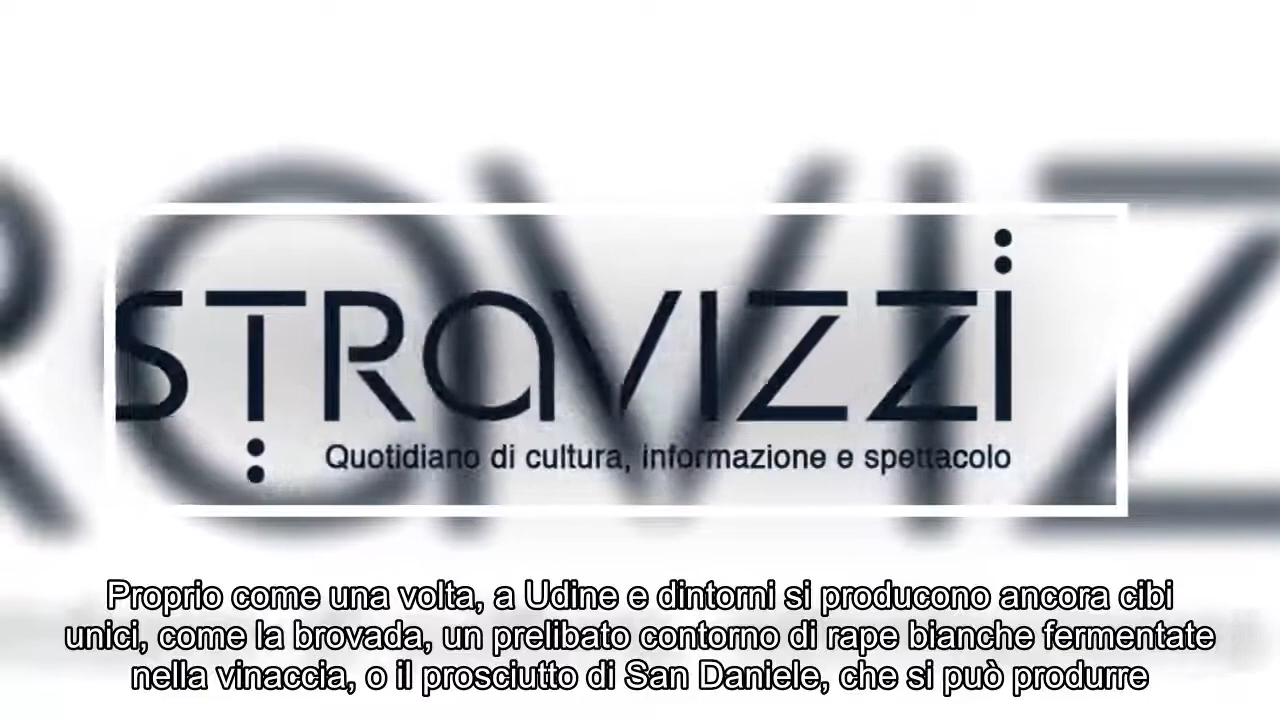 STRAVIZZI
Quotidiano di cultura, informazione e spettacolo
Proprio come una volta, a Udine e dintorni si producono ancora cibi
unici, come la brovada, un prelibato contorno di rape bianche fermentate
nella vinaccia, o il prosciutto di San Daniele, che si può produrre